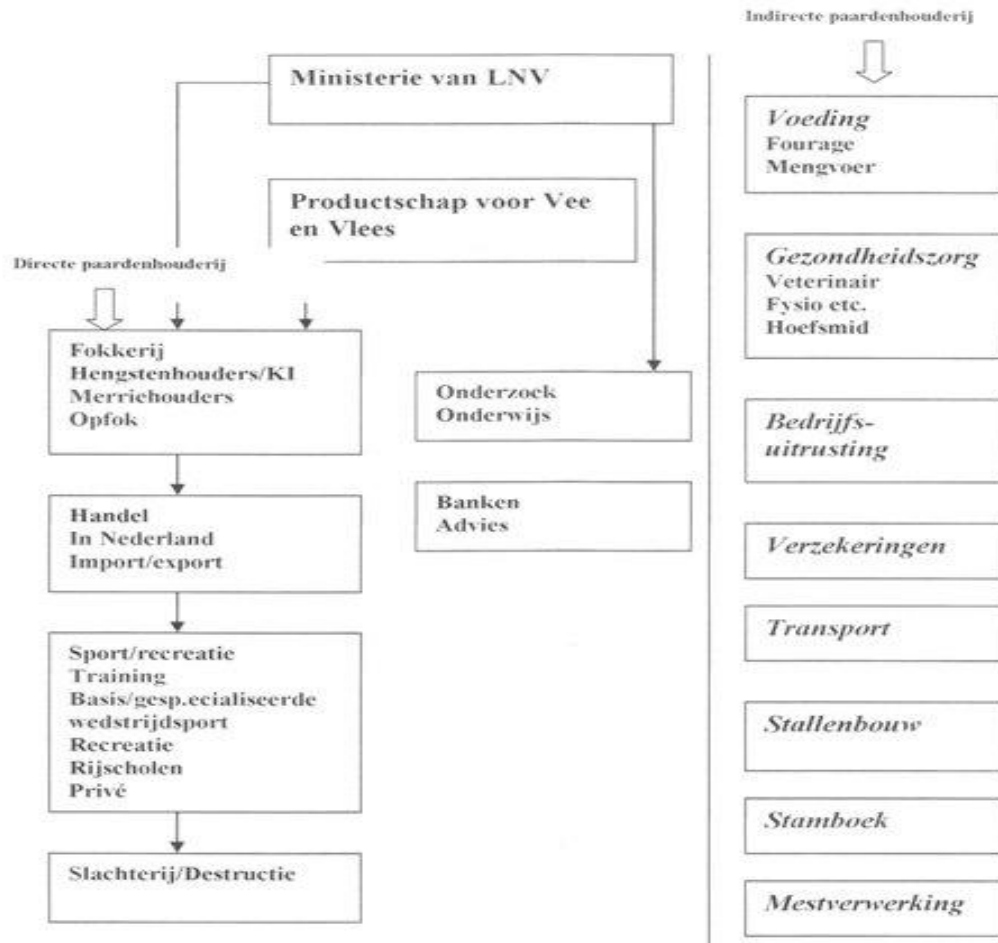 Indirecte paardenhouderij
Ministerie van LNV
Productschap voor Vee
en Vlees
Directe paardenhouderij
Fokkerij
Hengstenhouders/KI
Merriehouders
Opfok
Onderzoek
Onderwijs
Handel
In Nederland
Import/export
Banken
Advies
Sport/recreatie
Training
Basis/gesp.ecialiseerde
wedstrijdsport
Recreatie
Rijscholen
Privé
Slachterij/Destructie
Voeding
Fourage
Mengvoer
Gezondheidszorg
Veterinair
Fysio etc.
Hoefsmid
Bedrijfs-
uitrusting
Verzekeringen
Transport
Stallenbouw
Stamboek
Mestverwerking